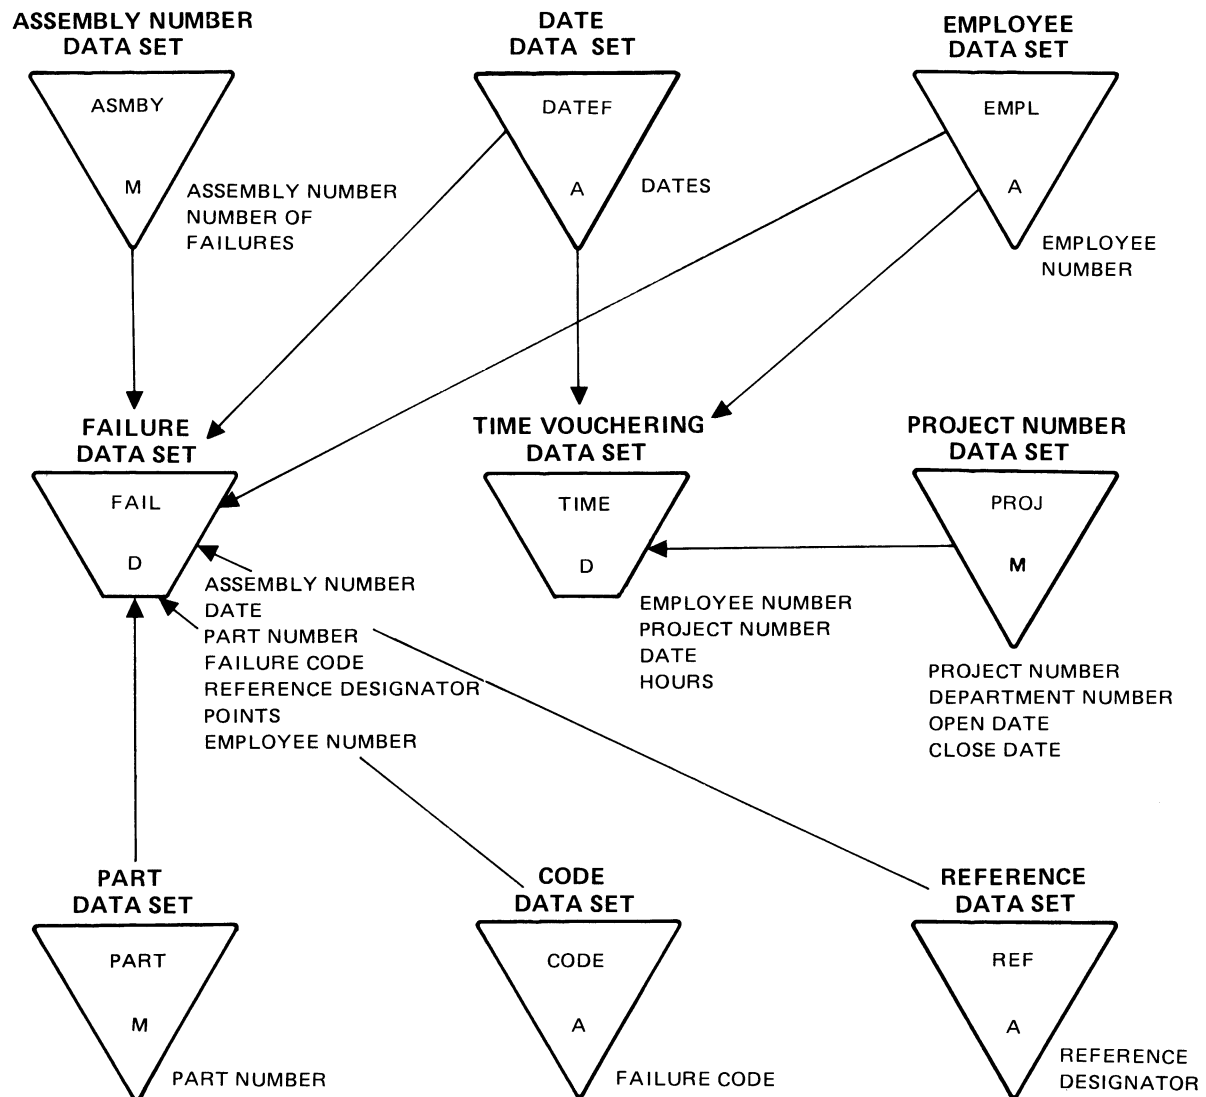 ASSEMBLY NUMBER
DATA SET
ASMBY
M
ASSEMBLY NUMBER
NUMBER OF
FAILURES
DATE
DATA SET
DATEF
A
DATES
EMPLOYEE
DATA SET
EMPL
A
EMPLOYEE
NUMBER
FAILURE
DATA SET
FAIL
D
ASSEMBLY NUMBER
DATE
PART NUMBER
FAILURE CODE
REFERENCE DESIGNATOR
POINTS
EMPLOYEE NUMBER
TIME VOUCHERING
DATA SET
TIME
D
EMPLOYEE NUMBER
PROJECT NUMBER
DATE
HOURS
PROJECT NUMBER
DATA SET
PROJ
M
PROJECT NUMBER
DEPARTMENT NUMBER
OPEN DATE
CLOSE DATE
PART
DATA SET
PART
M
PART NUMBER
CODE
DATA SET
CODE
A
FAILURE CODE
REFERENCE
DATA SET
REF
A
REFERENCE
DESIGNATOR